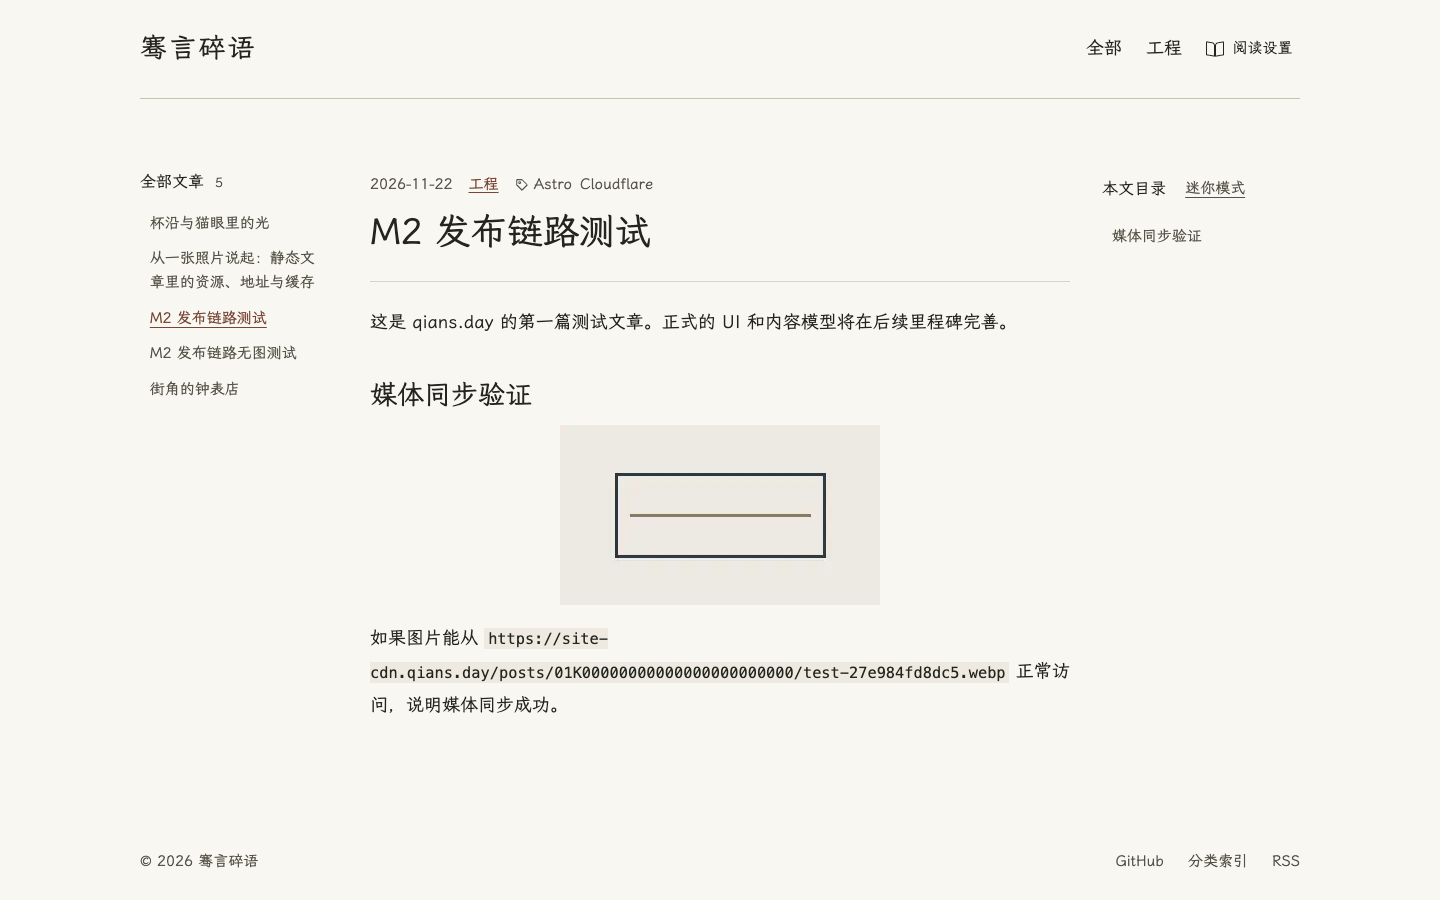 骞言碎语
全部 工程 阅读设置
全部文章 5
杯沿与猫眼里的光
从一张照片说起：静态文
章里的资源、地址与缓存
M2 发布链路测试
M2 发布链路无图测试
街角的钟表店
2026-11-22 工程 Astro Cloudflare
M2 发布链路测试
这是 qians.day 的第一篇测试文章。正式的 UI 和内容模型将在后续里程碑完善。
媒体同步验证
如果图片能从 https://site-
cdn.qians.day/posts/01K00000000000000000000000/test-27e984fd8dc5.webp 正常访
问，说明媒体同步成功。
本文目录 迷你模式
媒体同步验证
© 2026 骞言碎语
GitHub 分类索引 RSS